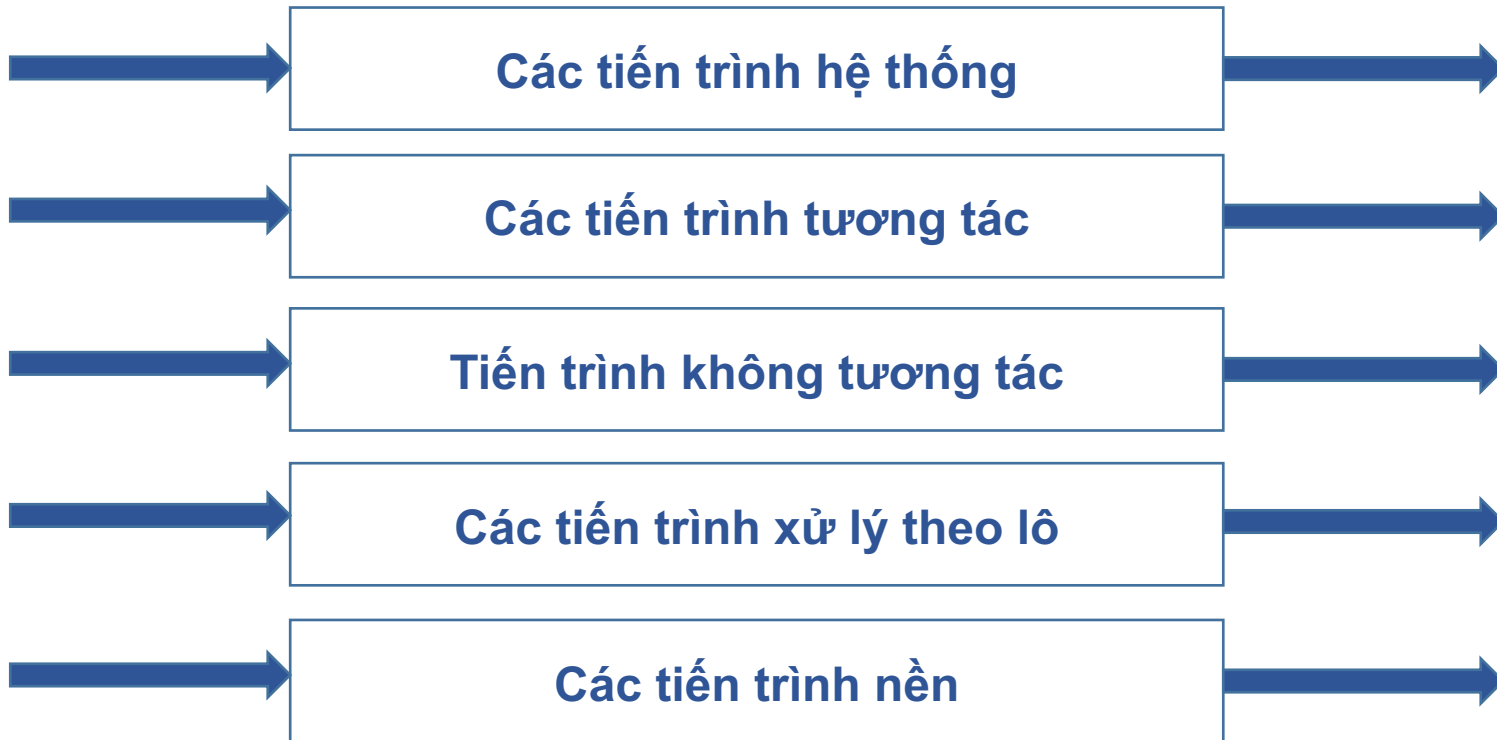 Các tiến trình hệ thống
Các tiến trình tương tác
Tiến trình không tương tác
Các tiến trình xử lý theo lô
Các tiến trình nền